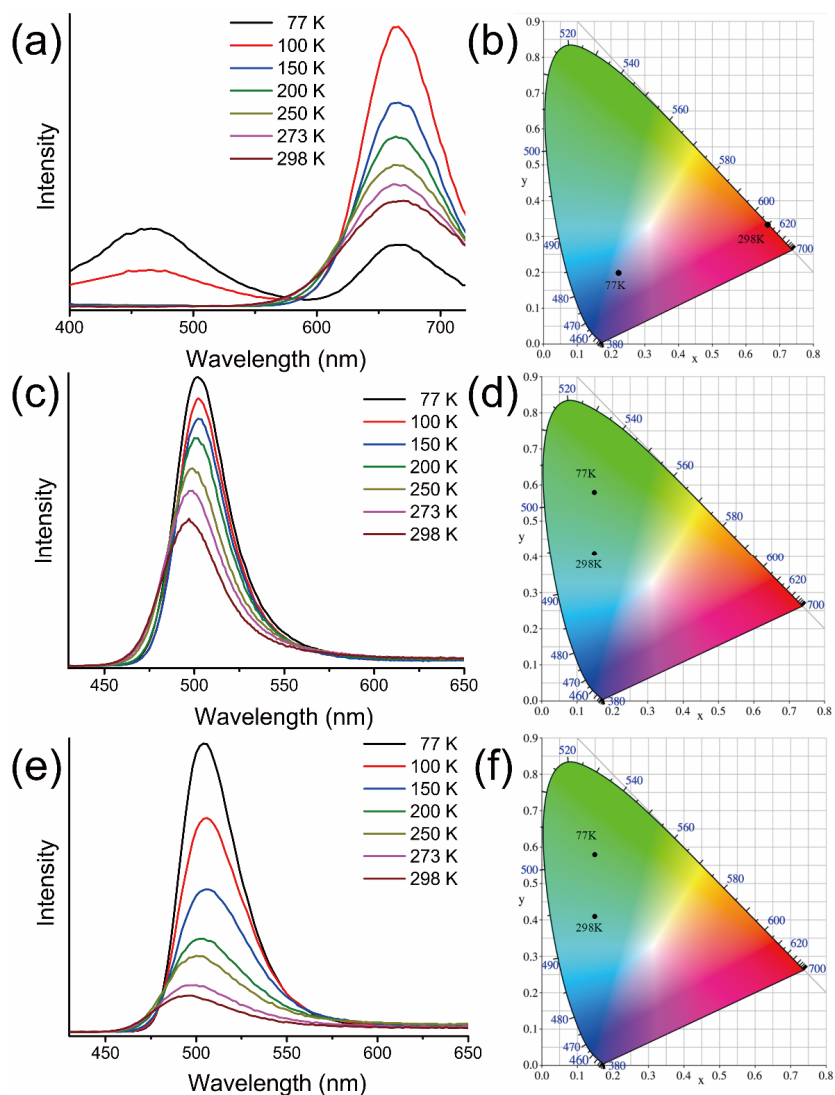 (a)
77 K
100 K
150 K
200 K
250 K
273 K
298 K
Intensity
400 500 600 700
Wavelength (nm)
(b)
0.9
0.8
0.7
0.6
0.5
y
0.4
0.3
0.2
0.1
0.0
0.0 0.1 0.2 0.3 0.4 0.5 0.6 0.7 0.8
x
520
540
560
580
600
620
700
500
490
480
470
460
380
298K
77K
(c)
77 K
100 K
150 K
200 K
250 K
273 K
298 K
Intensity
450 500 550 600 650
Wavelength (nm)
(d)
0.9
0.8
0.7
0.6
0.5
y
0.4
0.3
0.2
0.1
0.0
0.0 0.1 0.2 0.3 0.4 0.5 0.6 0.7 0.8
x
520
540
560
580
600
620
700
500
490
480
470
460
380
77K
298K
(e)
77 K
100 K
150 K
200 K
250 K
273 K
298 K
Intensity
450 500 550 600 650
Wavelength (nm)
(f)
0.9
0.8
0.7
0.6
0.5
y
0.4
0.3
0.2
0.1
0.0
0.0 0.1 0.2 0.3 0.4 0.5 0.6 0.7 0.8
x
520
540
560
580
600
620
700
500
490
480
470
460
380
77K
298K